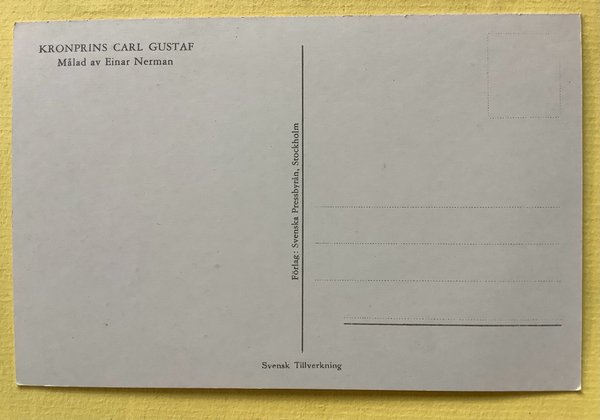 KRONPRINS CARL GUSTAF
Målad av Einar Nerman
Förlag: Svenska Pressbyrån, Stockholm
Svensk Tillverkning